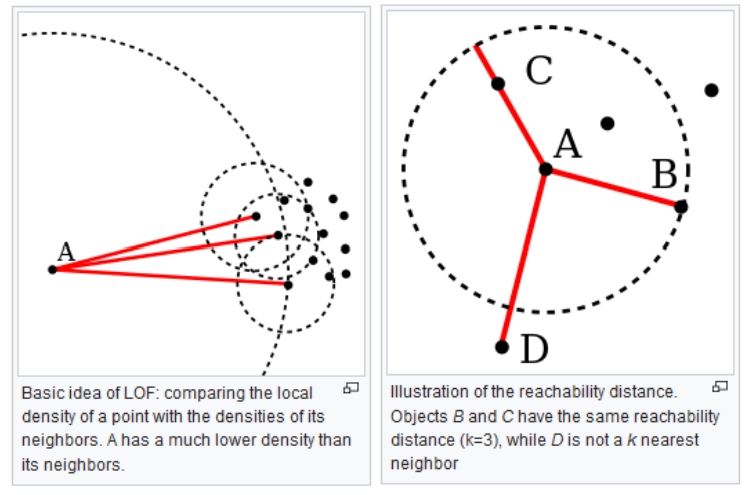 A
Basic idea of LOF: comparing the local
density of a point with the densities of its
neighbors. A has a much lower density than
its neighbors.
C
A
B
D
Illustration of the reachability distance.
Objects B and C have the same reachability
distance (k=3), while D is not a k nearest
neighbor